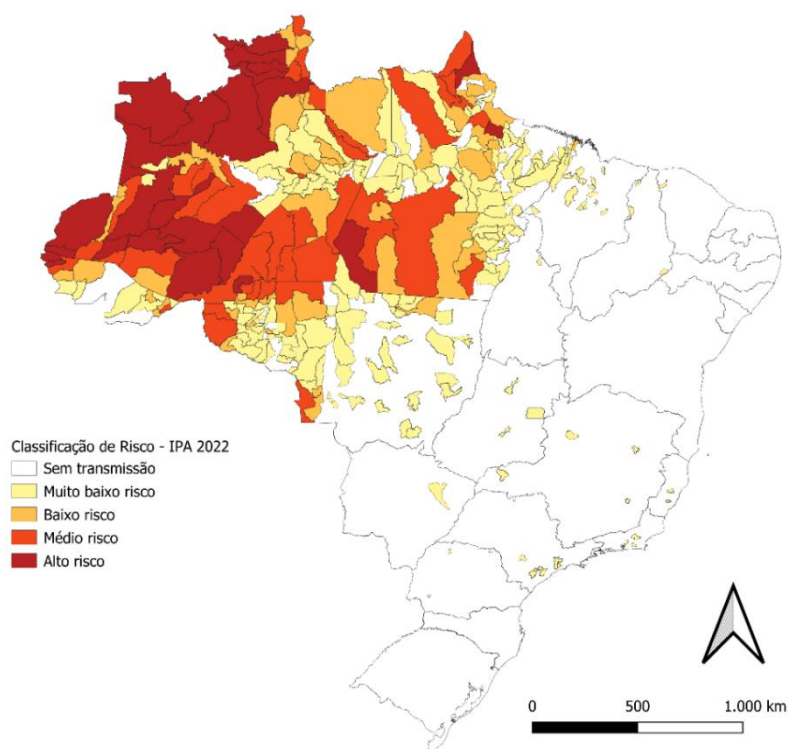 Classificação de Risco - IPA 2022
Sem transmissão
Muito baixo risco
Baixo risco
Médio risco
Alto risco
0 500 1.000 km